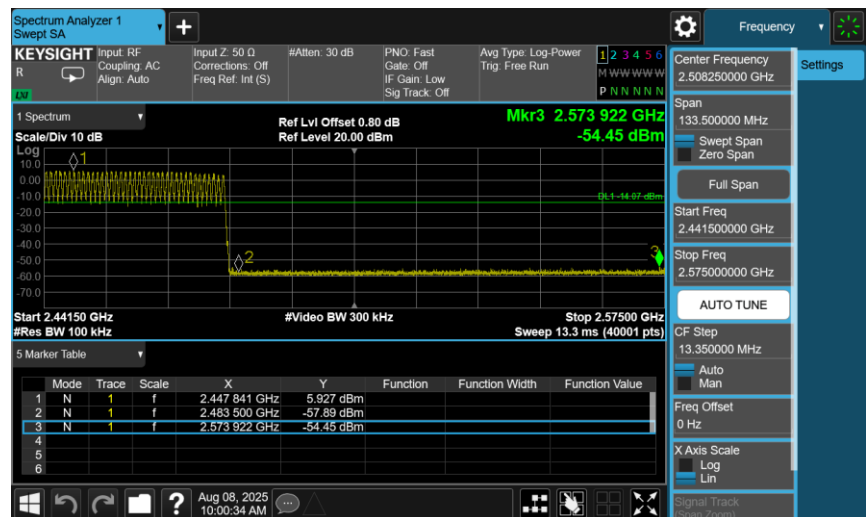 Spectrum Analyzer 1
Swept SA
+
Frequency
KEYSIGHT
R
LXI
Input: RF
Coupling: AC
Align: Auto
Input Z: 50 Ω
Corrections: Off
Freq Ref: Int (S)
#Atten: 30 dB
PNO: Fast
Gate: Off
IF Gain: Low
Sig Track: Off
Avg Type: Log-Power
Trig: Free Run
1 2 3 4 5 6
M W W W W W
P N N N N N
Center Frequency
2.508250000 GHz
Settings
Span
133.500000 MHz
Swept Span
Zero Span
Full Span
Start Freq
2.441500000 GHz
Stop Freq
2.575000000 GHz
AUTO TUNE
CF Step
13.350000 MHz
Auto
Man
Freq Offset
0 Hz
X Axis Scale
Log
Lin
Signal Track
(Span Zoom)
1 Spectrum
Scale/Div 10 dB
Ref Lvl Offset 0.80 dB
Ref Level 20.00 dBm
Mkr3 2.573 922 GHz
-54.45 dBm
Log
10.0
0.00
-10.0
-20.0
-30.0
-40.0
-50.0
-60.0
-70.0
1
2
3
DL1 -14.07 dBm
Start 2.44150 GHz
#Res BW 100 kHz
#Video BW 300 kHz
Stop 2.57500 GHz
Sweep 13.3 ms (40001 pts)
5 Marker Table
Mode Trace Scale X Y Function Function Width Function Value
1 N 1 f 2.447 841 GHz 5.927 dBm
2 N 1 f 2.483 500 GHz -57.89 dBm
3 N 1 f 2.573 922 GHz -54.45 dBm
4
5
6
?
Aug 08, 2025
10:00:34 AM